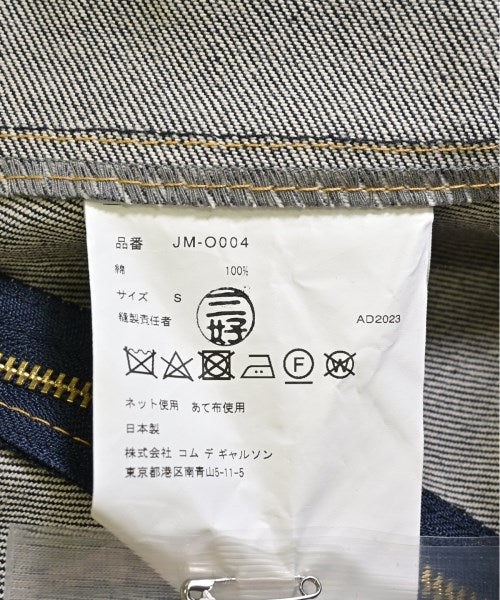 品番 JM-O004
綿 100%
サイズ S
三好
縫製責任者 AD2023
F W
ネット使用 あて布使用
日本製
株式会社 コム デ ギャルソン
東京都港区南青山5-11-5